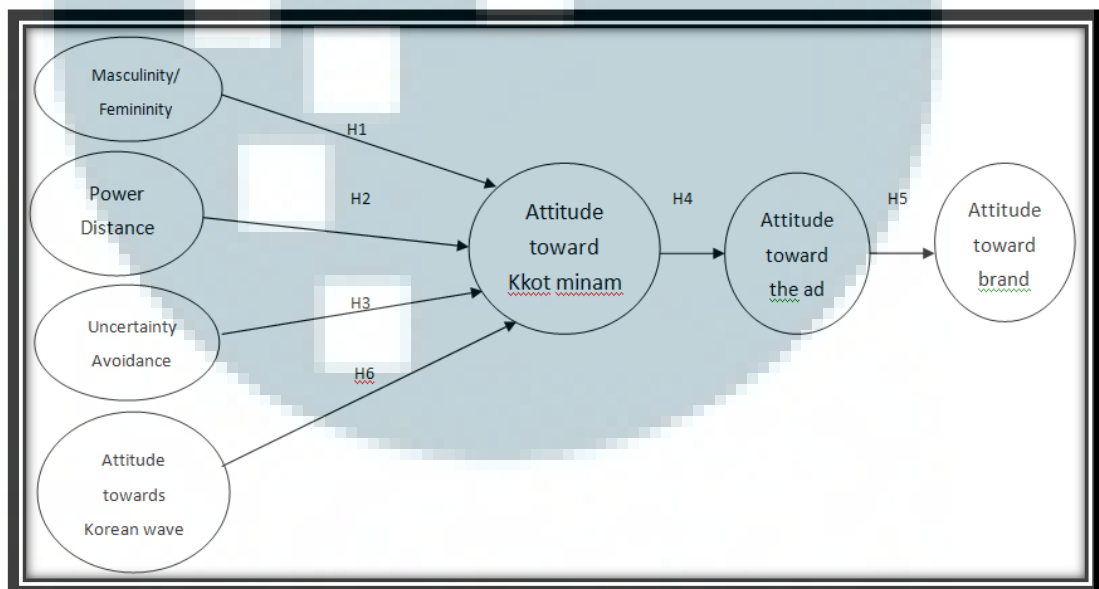 Masculinity/
Femininity
H1
Power
Distance
H2
Uncertainty
Avoidance
H3
H6
Attitude
towards
Korean wave
Attitude
toward
Kkot minam
H4
Attitude
toward
the ad
H5
Attitude
toward
brand